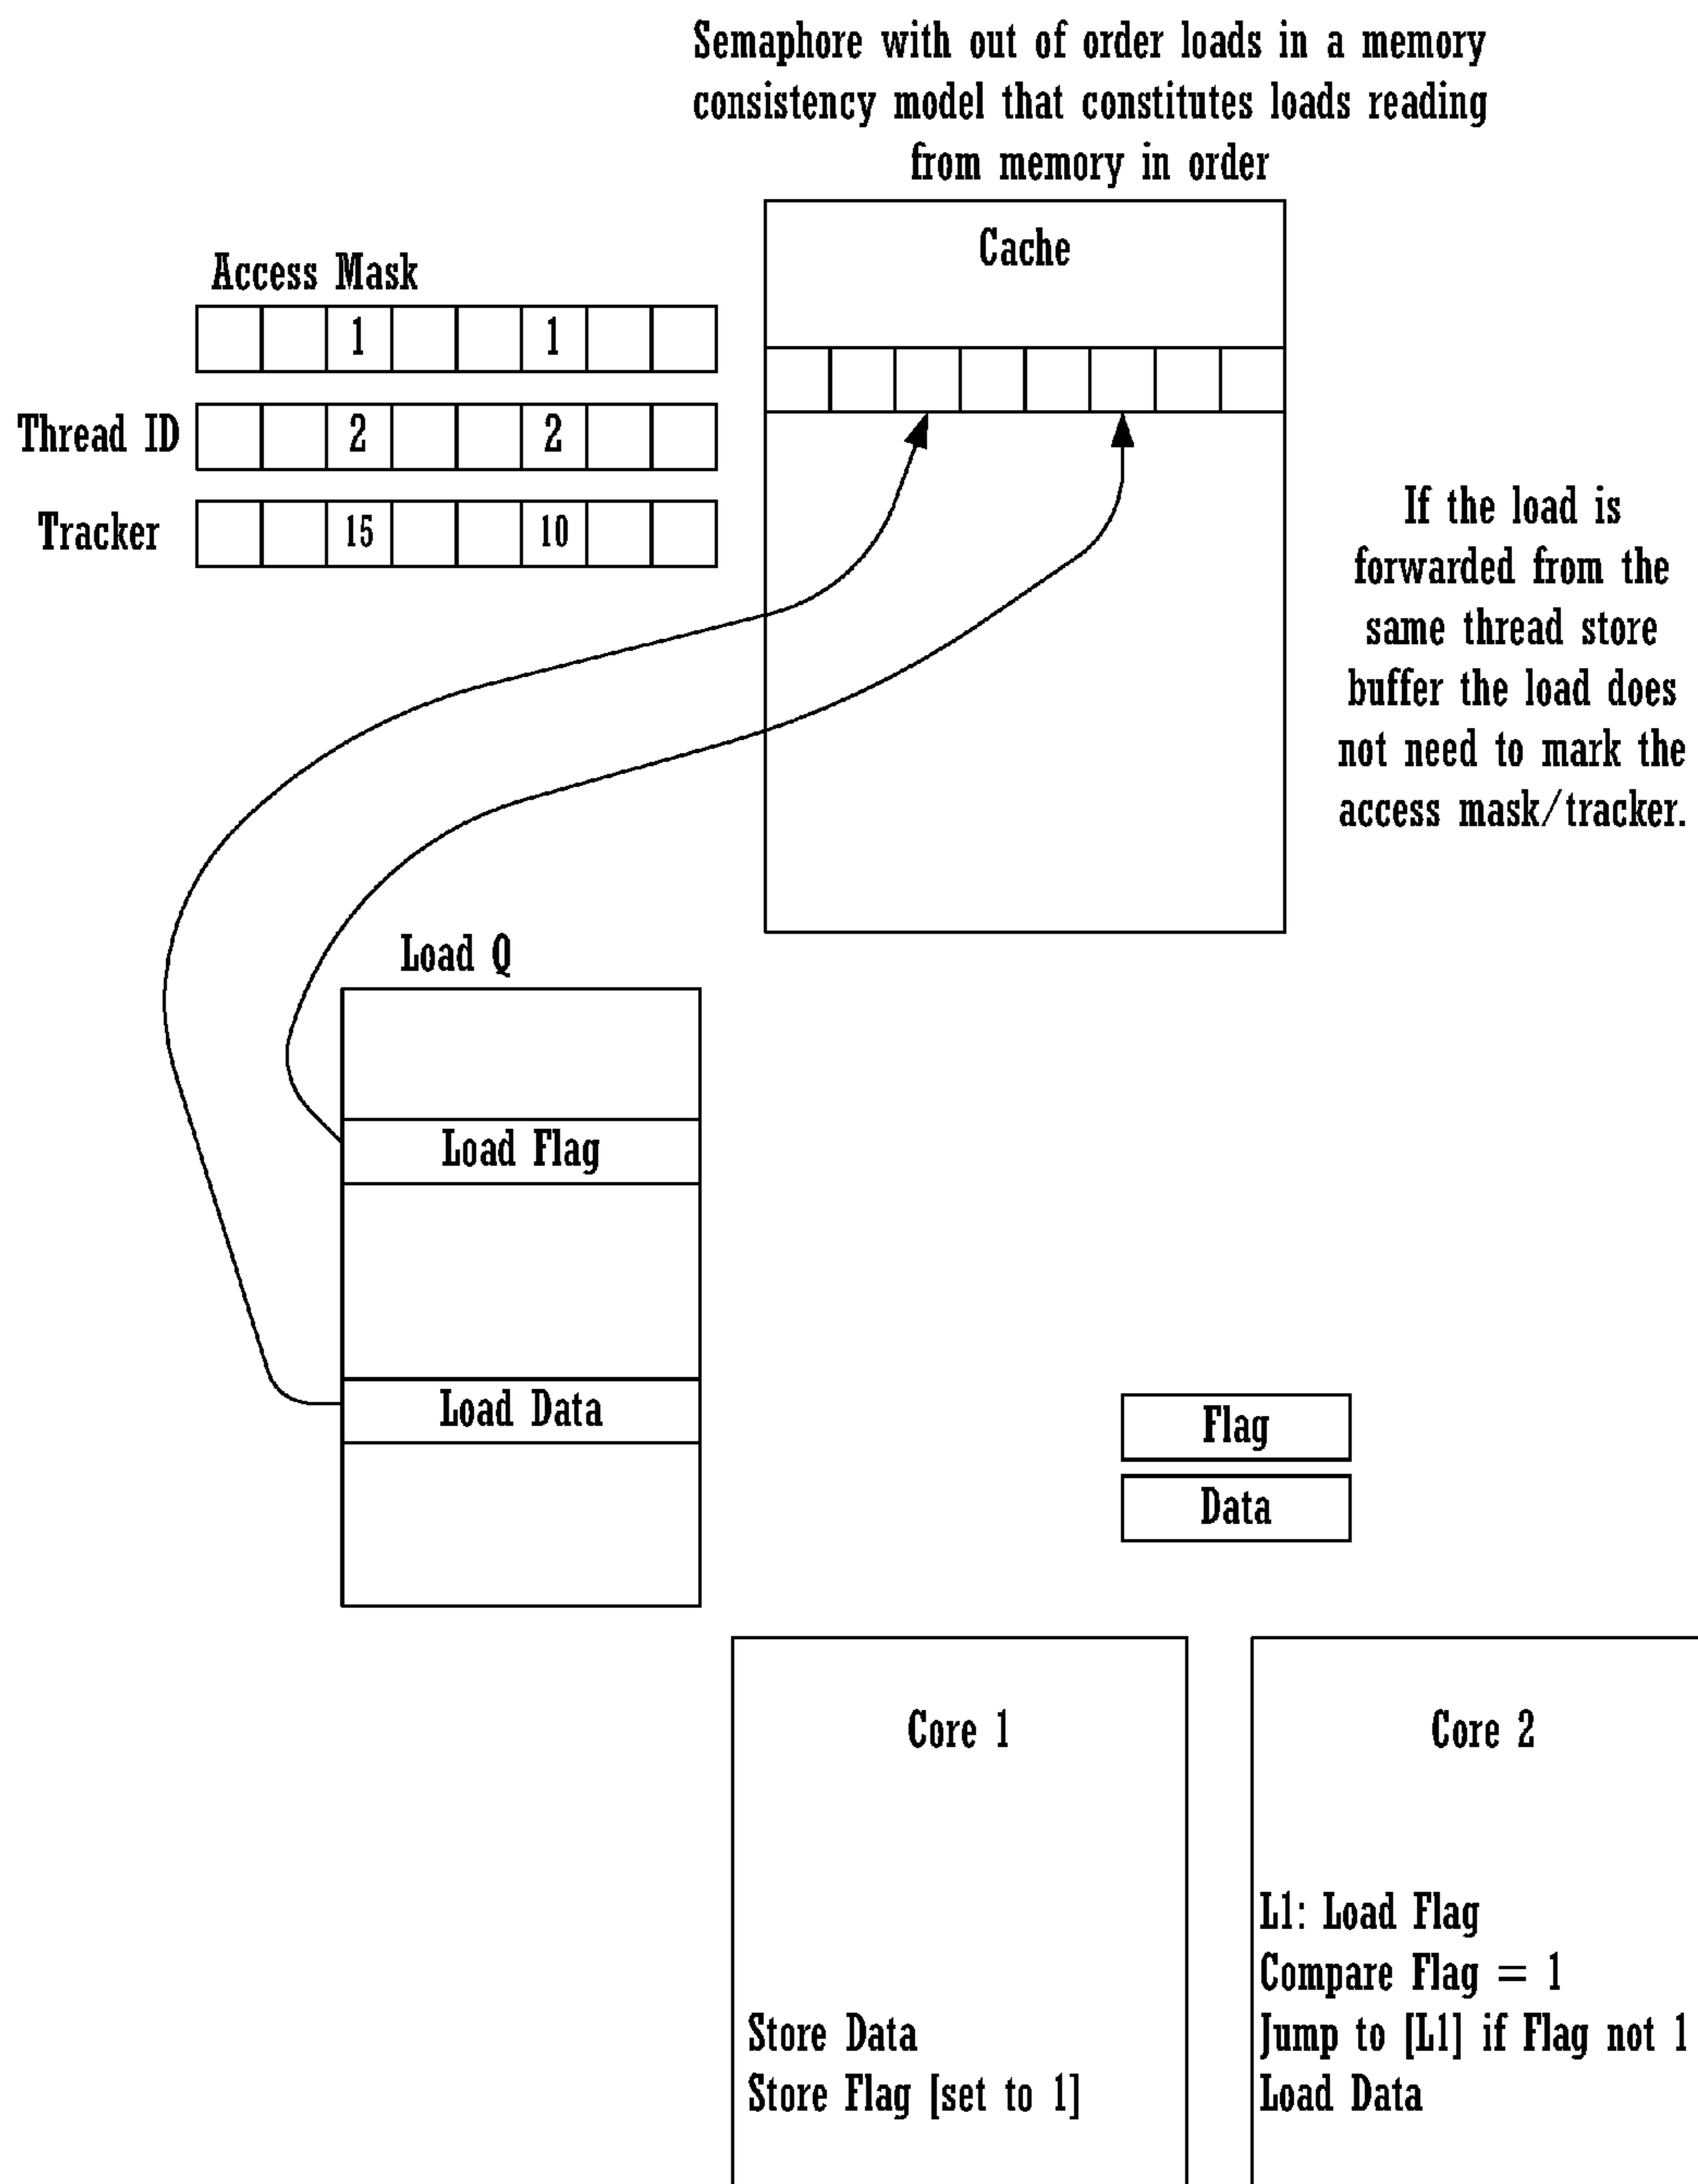 Semaphore with out of order loads in a memory
consistency model that constitutes loads reading
from memory in order
Cache
Access Mask
1 1
Thread ID 2 2
Tracker 15 10
If the load is
forwarded from the
same thread store
buffer the load does
not need to mark the
access mask/tracker.
Load Q
Load Flag
Load Data
Flag
Data
Core 1
Store Data
Store Flag [set to 1]
Core 2
L1: Load Flag
Compare Flag = 1
Jump to [L1] if Flag not 1
Load Data